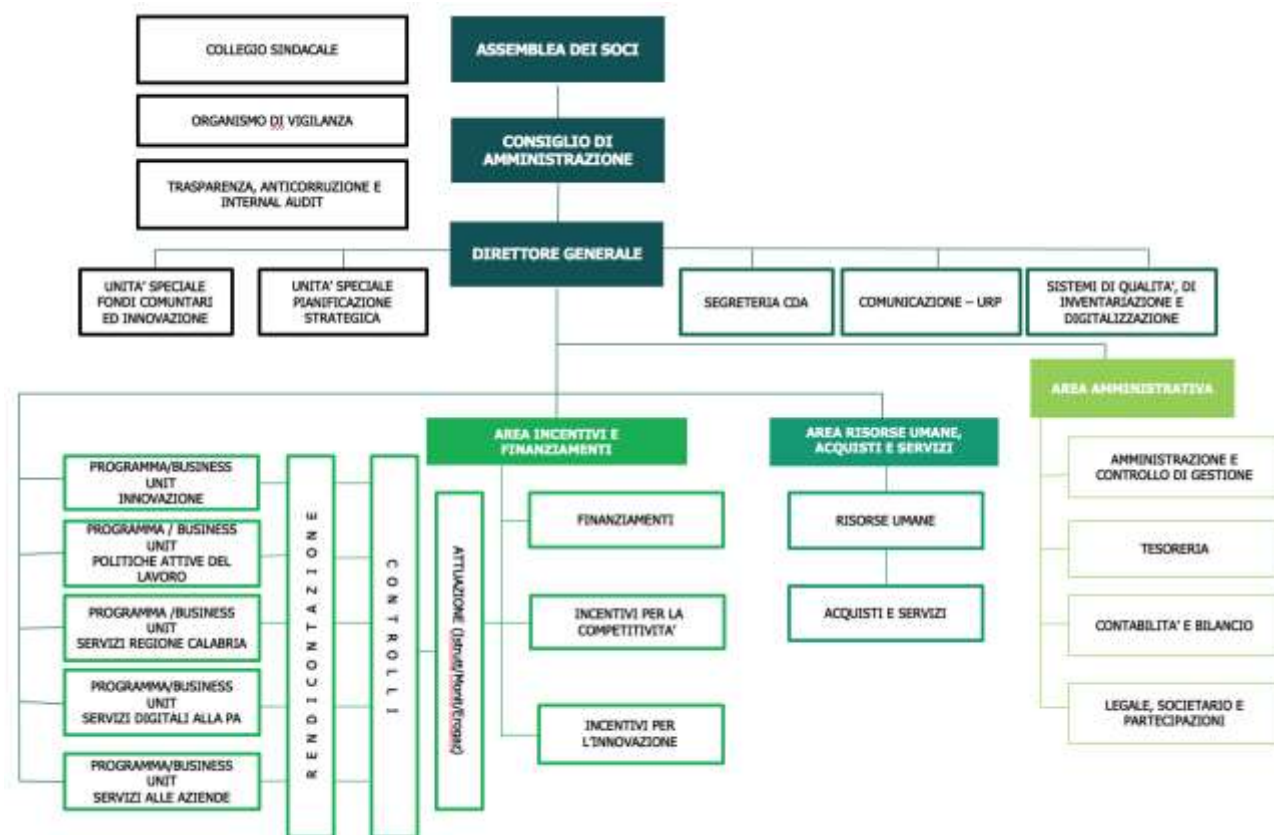 COLLEGIO SINDACALE
ASSEMBLEA DEI SOCI
ORGANISMO DI VIGILANZA
CONSIGLIO DI
AMMINISTRAZIONE
TRASPARENZA, ANTICORRUZIONE E
INTERNAL AUDIT
DIRETTORE GENERALE
UNITA' SPECIALE
FONDI COMUNTARI
ED INNOVAZIONE
UNITA' SPECIALE
PIANIFICAZIONE
STRATEGICA
SEGRETERIA CDA
COMUNICAZIONE – URP
SISTEMI DI QUALITA', DI
INVENTARIAZIONE E
DIGITALIZZAZIONE
AREA AMMINISTRATIVA
AREA INCENTIVI E
FINANZIAMENTI
AREA RISORSE UMANE,
ACQUISTI E SERVIZI
PROGRAMMA/BUSINESS
UNIT
INNOVAZIONE
PROGRAMMA / BUSINESS
UNIT
POLITICHE ATTIVE DEL
LAVORO
PROGRAMMA /BUSINESS
UNIT
SERVIZI REGIONE CALABRIA
PROGRAMMA/BUSINESS
UNIT
SERVIZI DIGITALI ALLA PA
PROGRAMMA/BUSINESS
UNIT
SERVIZI ALLE AZIENDE
RENDICONTAZIONE
CONTROLLI
ATTUAZIONE (Istrutt/Monit/Erogaz)
FINANZIAMENTI
INCENTIVI PER LA
COMPETITIVITA'
INCENTIVI PER
L'INNOVAZIONE
RISORSE UMANE
ACQUISTI E SERVIZI
AMMINISTRAZIONE E
CONTROLLO DI GESTIONE
TESORERIA
CONTABILITA' E BILANCIO
LEGALE, SOCIETARIO E
PARTECIPAZIONI